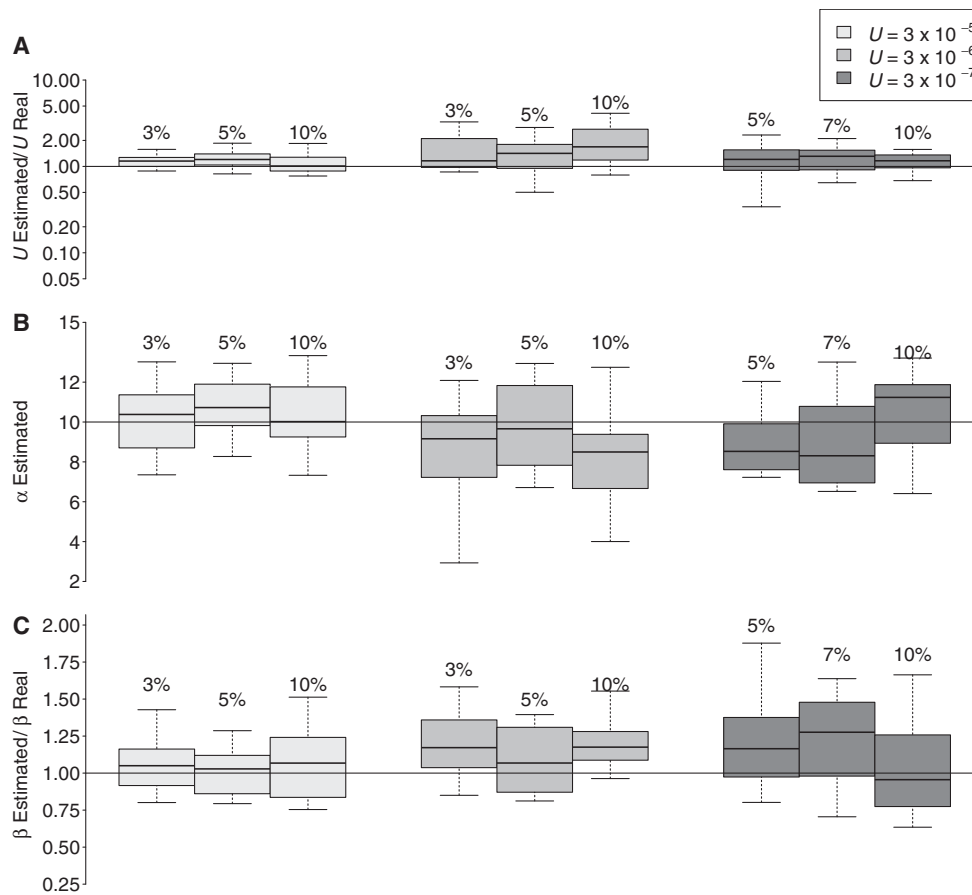 U = 3 x 10 –5
U = 3 x 10 –6
U = 3 x 10 –7
A
U Estimated/ U Real
10.00
5.00
2.00
1.00
0.50
0.20
0.10
0.05
3% 5% 10%
3% 5% 10%
5% 7% 10%
B
α Estimated
15
12
10
8
6
4
2
3% 5% 10%
3% 5% 10%
5% 7% 10%
C
β Estimated/ β Real
2.00
1.75
1.50
1.25
1.00
0.75
0.50
0.25
3% 5% 10%
3% 5% 10%
5% 7% 10%